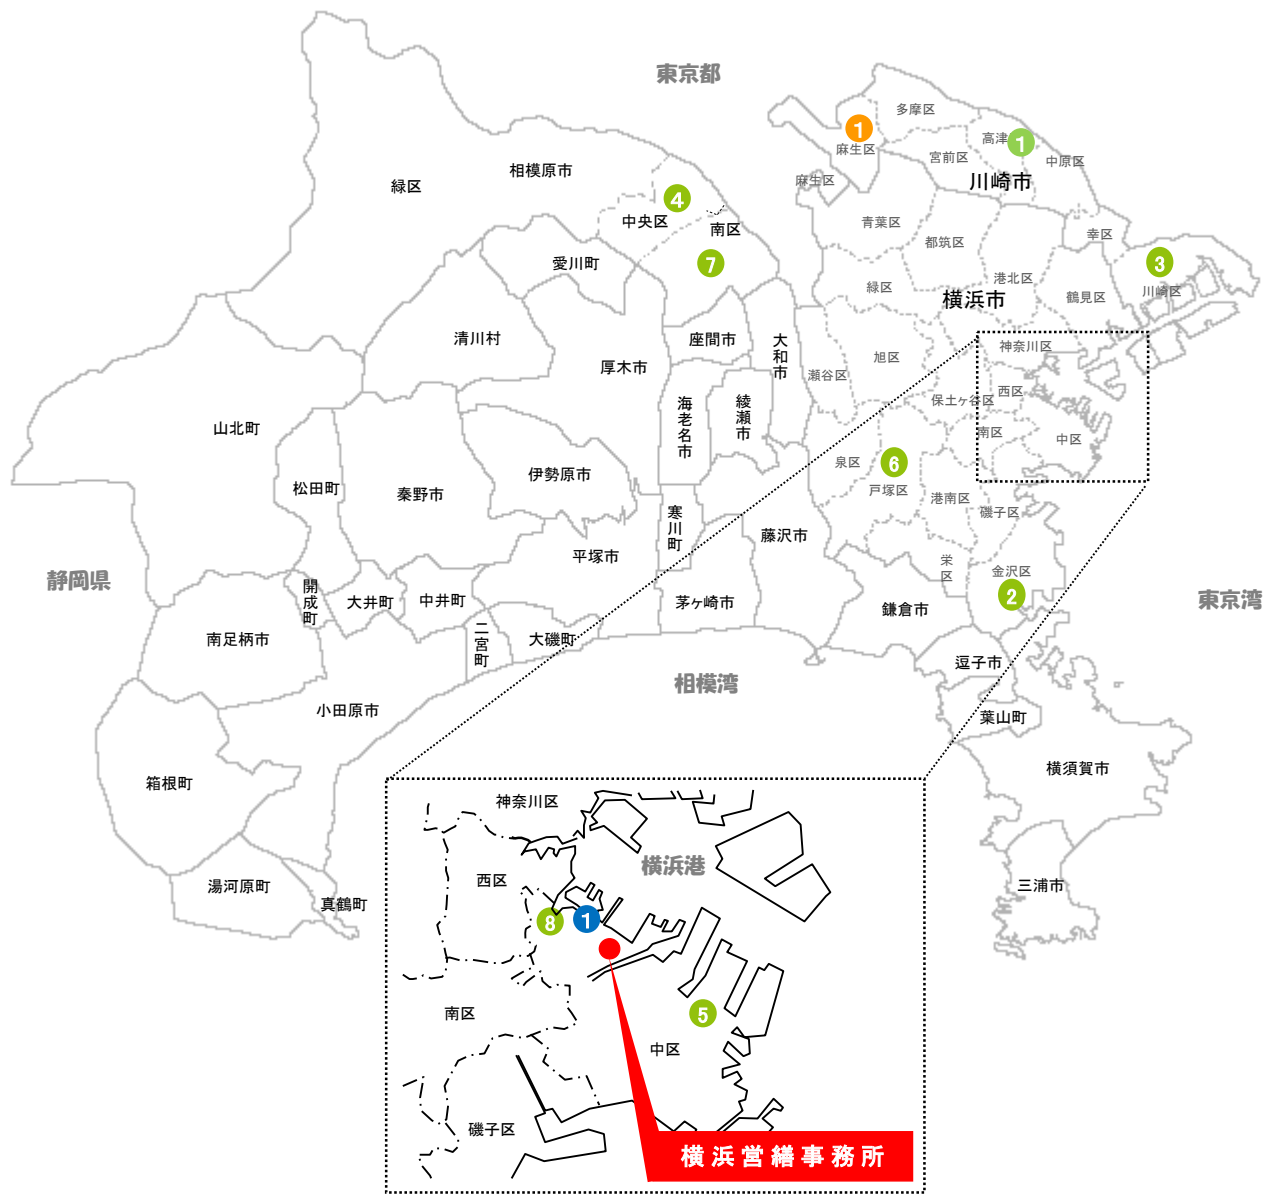 東京都
多摩区
1
高津
1
麻生区
宮前区
中原区
川崎市
麻生区
相模原市
緑区
4
中央区
南区
青葉区
都筑区
幸区
7
愛川町
3
川崎区
緑区
港北区
横浜市
鶴見区
清川村
座間市
大和市
厚木市
神奈川区
旭区
瀬谷区
西区
保土ヶ谷区
海老名市
綾瀬市
山北町
南区
中区
泉区
6
戸塚区
伊勢原市
松田町
秦野市
港南区
磯子区
寒川町
藤沢市
平塚市
栄区
金沢区
2
静岡県
開成町
大井町
中井町
茅ヶ崎市
鎌倉市
東京湾
南足柄市
二宮町
大磯町
逗子市
相模湾
小田原市
葉山町
箱根町
横須賀市
神奈川区
横浜港
西区
湯河原町
真鶴町
三浦市
8
1
南区
5
中区
磯子区
横浜営繕事務所